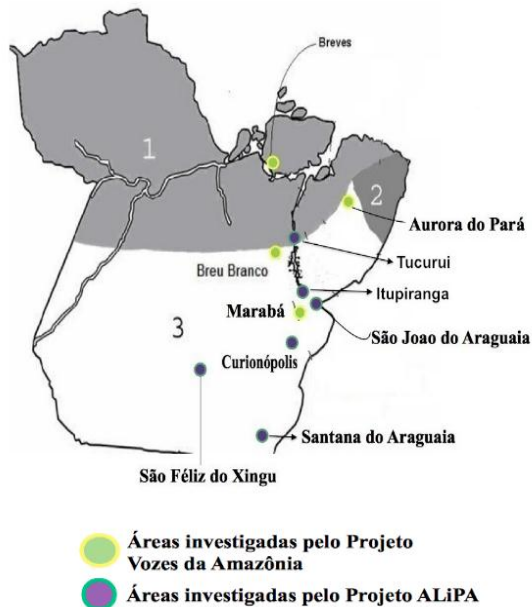 Breves
1
2
Aurora do Pará
Tucurui
Breu Branco
Itupiranga
Marabá
3
São Joao do Araguaia
Curionópolis
Santana do Araguaia
São Féliz do Xingu
Áreas investigadas pelo Projeto
Vozes da Amazônia
Áreas investigadas pelo Projeto ALiPA